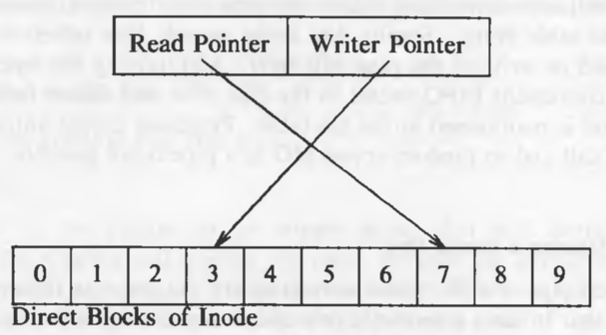 Read Pointer Writer Pointer
0 1 2 3 4 5 6 7 8 9
Direct Blocks of Inode